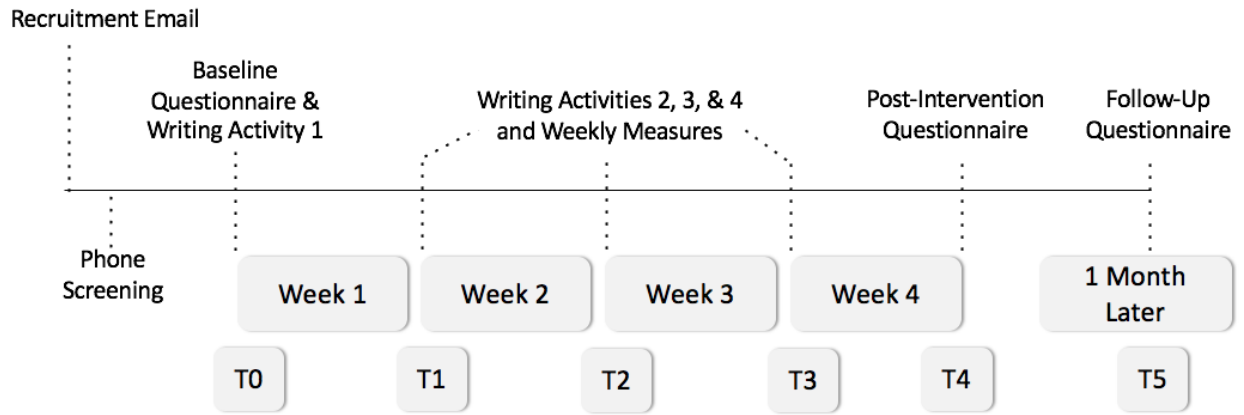 Recruitment Email
Baseline
Questionnaire &
Writing Activity 1
Writing Activities 2, 3, & 4
and Weekly Measures
Post-Intervention
Questionnaire
Follow-Up
Questionnaire
Phone
Screening
Week 1
Week 2
Week 3
Week 4
1 Month
Later
T0
T1
T2
T3
T4
T5